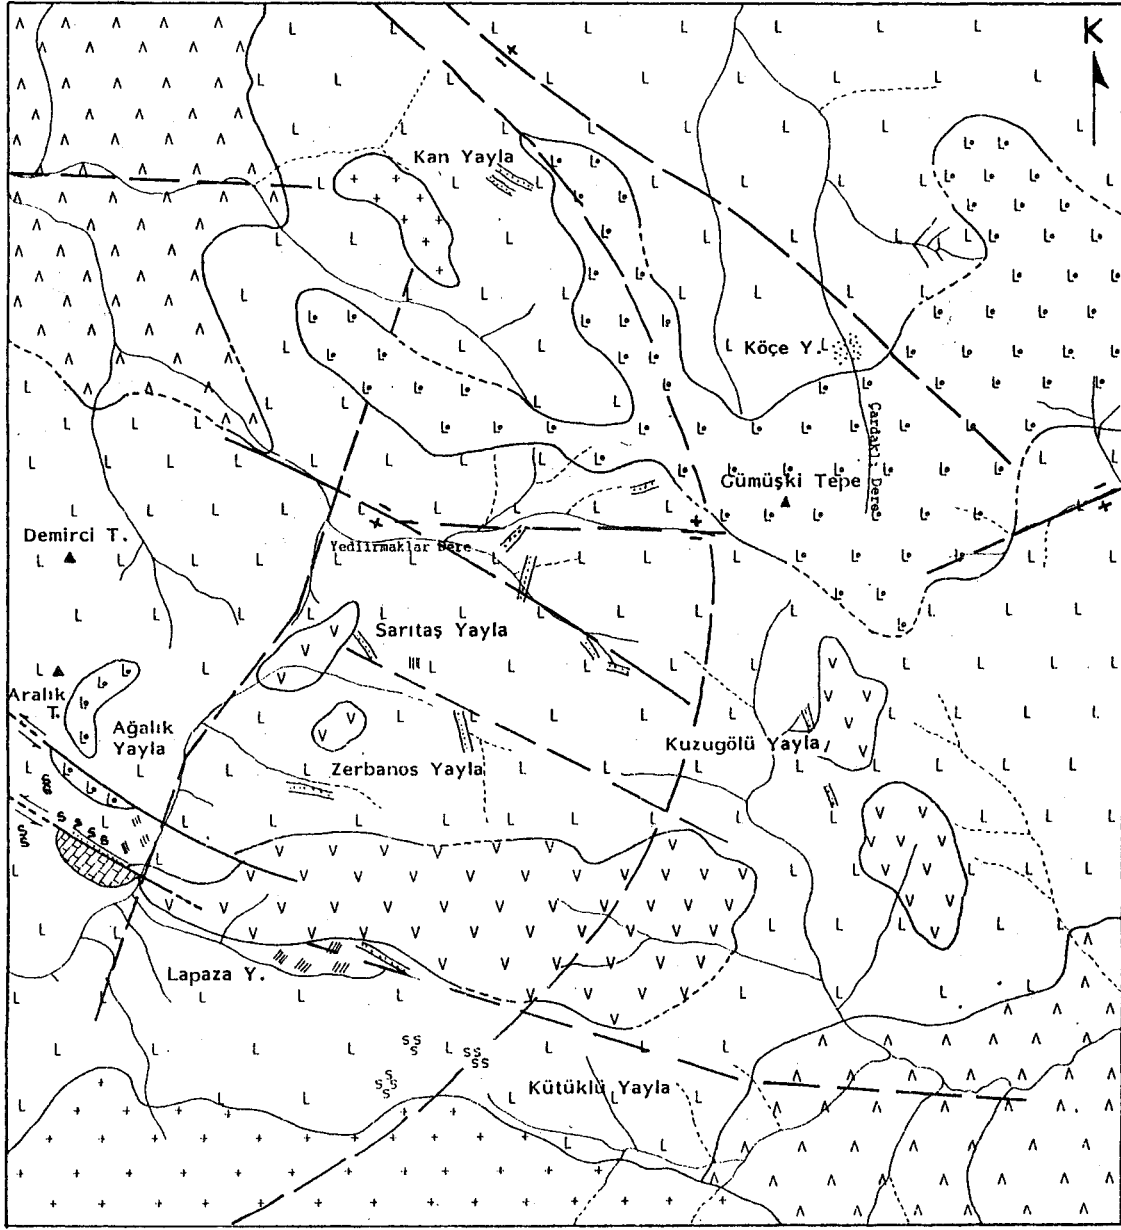 K
Kan Yayla
Köçe Y.
Çardaklı Dere
Gümüşki Tepe
Demirci T.
Yediırmaklar Dere
Sarıtaş Yayla
Aralık
T.
Ağalık
Yayla
Kuzugölü Yayla
Zerbanos Yayla
Lapaza Y.
Kütüklü Yayla